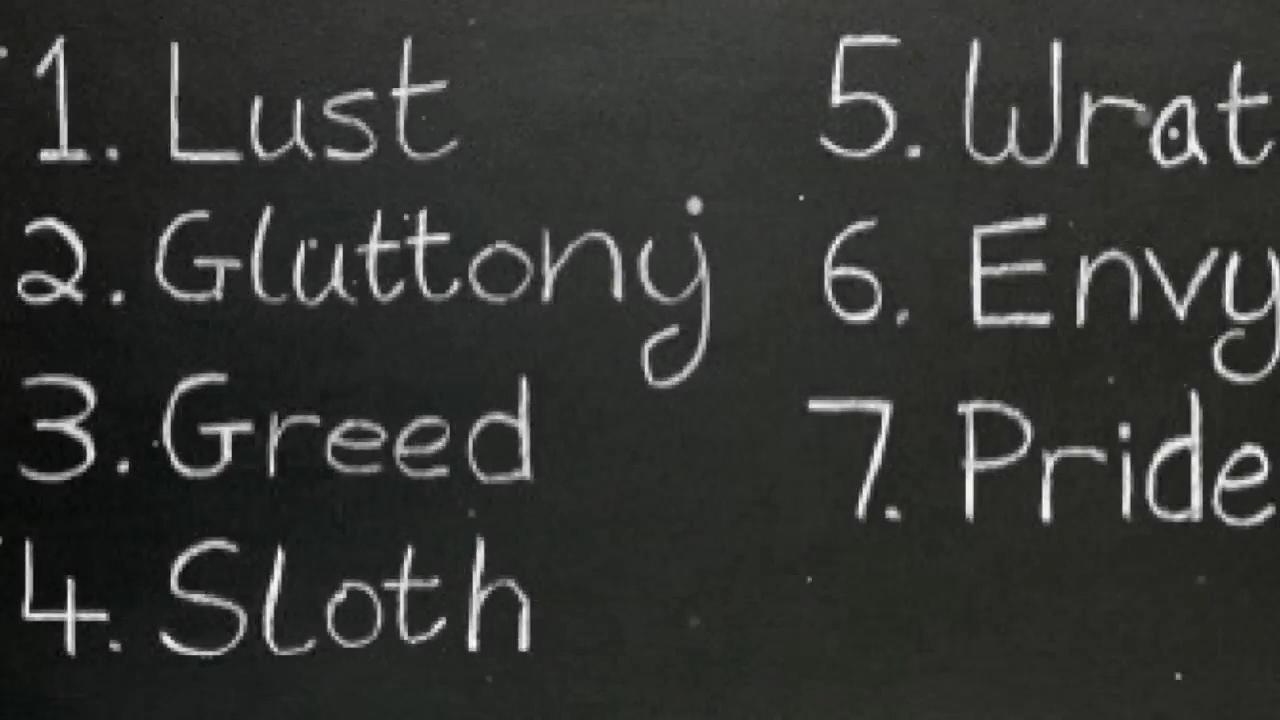 1. Lust
2. Gluttony
3. Greed
4. Sloth
5. Wrat
6. Envy
7. Pride